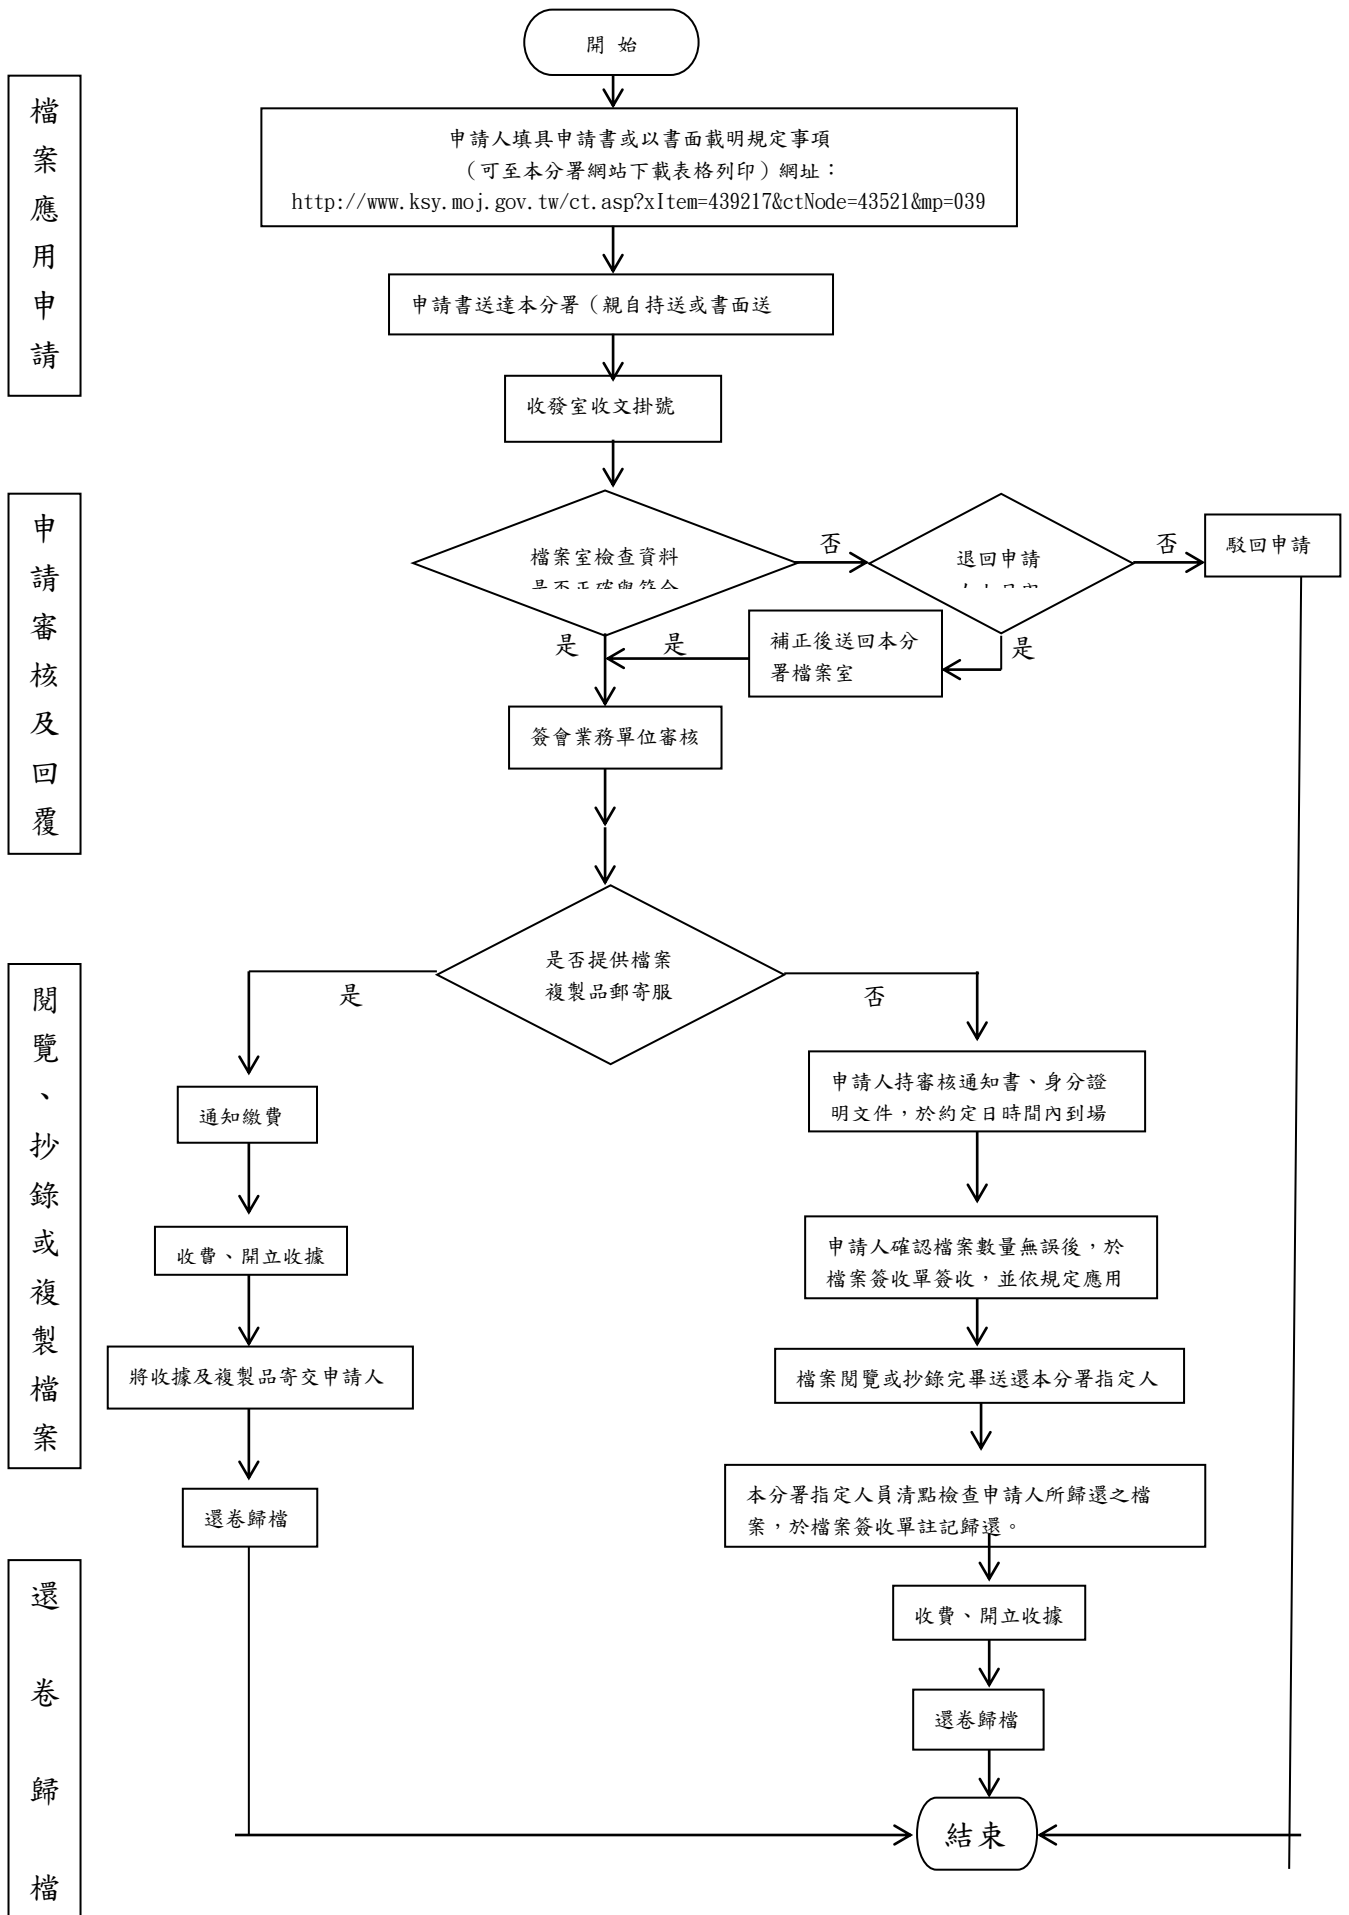 開 始
檔案應用申請
申請人填具申請書或以書面載明規定事項
（可至本分署網站下載表格列印）網址：
http://www.ksy.moj.gov.tw/ct.asp?xItem=439217&ctNode=43521&mp=039
申請書送達本分署（親自持送或書面送
收發室收文掛號
申請審核及回覆
檔案室檢查資料
是否正確與符合
否
退回申請
否
駁回申請
是
是
補正後送回本分
署檔案室
是
簽會業務單位審核
閱覽、抄錄或複製檔案
是否提供檔案
複製品郵寄服
是
否
通知繳費
收費、開立收據
將收據及複製品寄交申請人
還卷歸檔
申請人持審核通知書、身分證
明文件，於約定日時間內到場
申請人確認檔案數量無誤後，於
檔案簽收單簽收，並依規定應用
檔案閱覽或抄錄完畢送還本分署指定人
本分署指定人員清點檢查申請人所歸還之檔
案，於檔案簽收單註記歸還。
收費、開立收據
還卷歸檔
還卷歸檔
結束